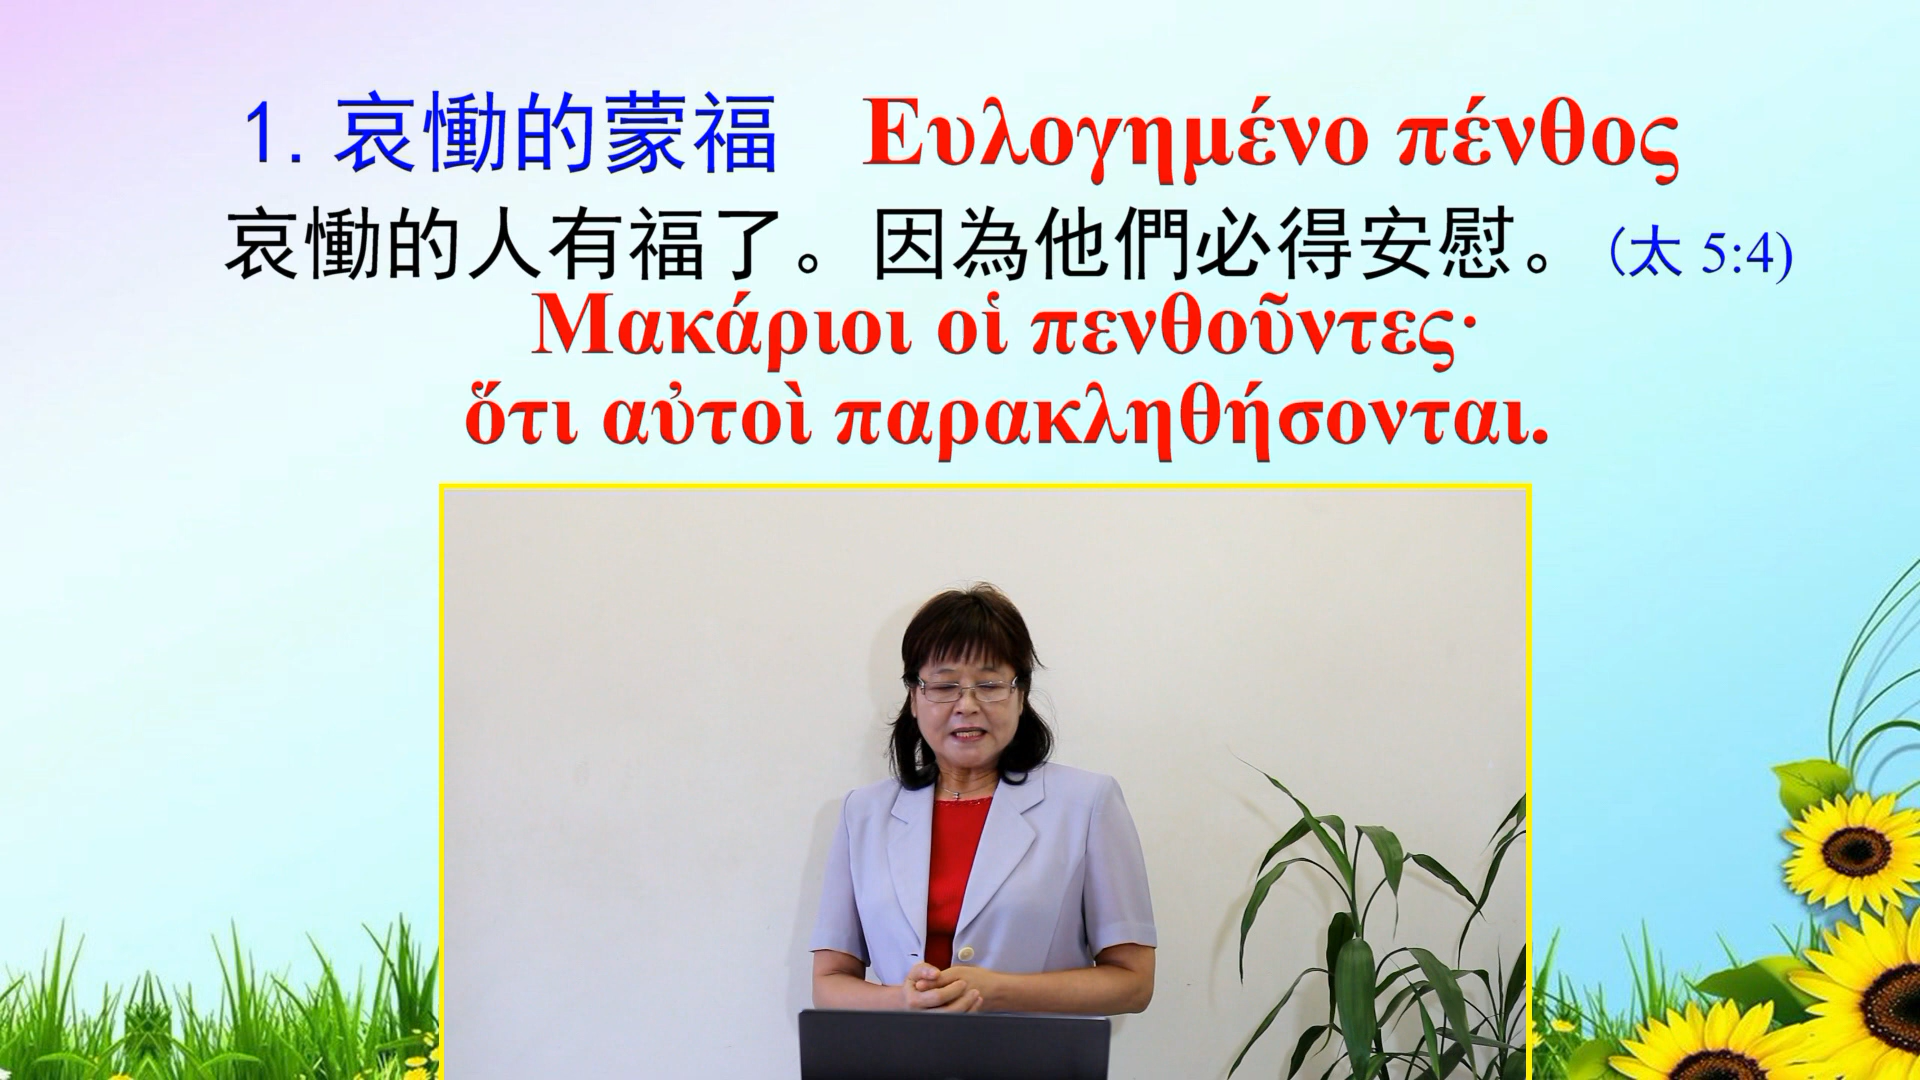 1.哀慟的蒙福 Ευλογημένο πένθος
哀慟的人有福了。因為他們必得安慰。(太 5:4)
Μακάριοι οἱ πενθοῦντες·
ὅτι αὐτοὶ παρακληθήσονται.